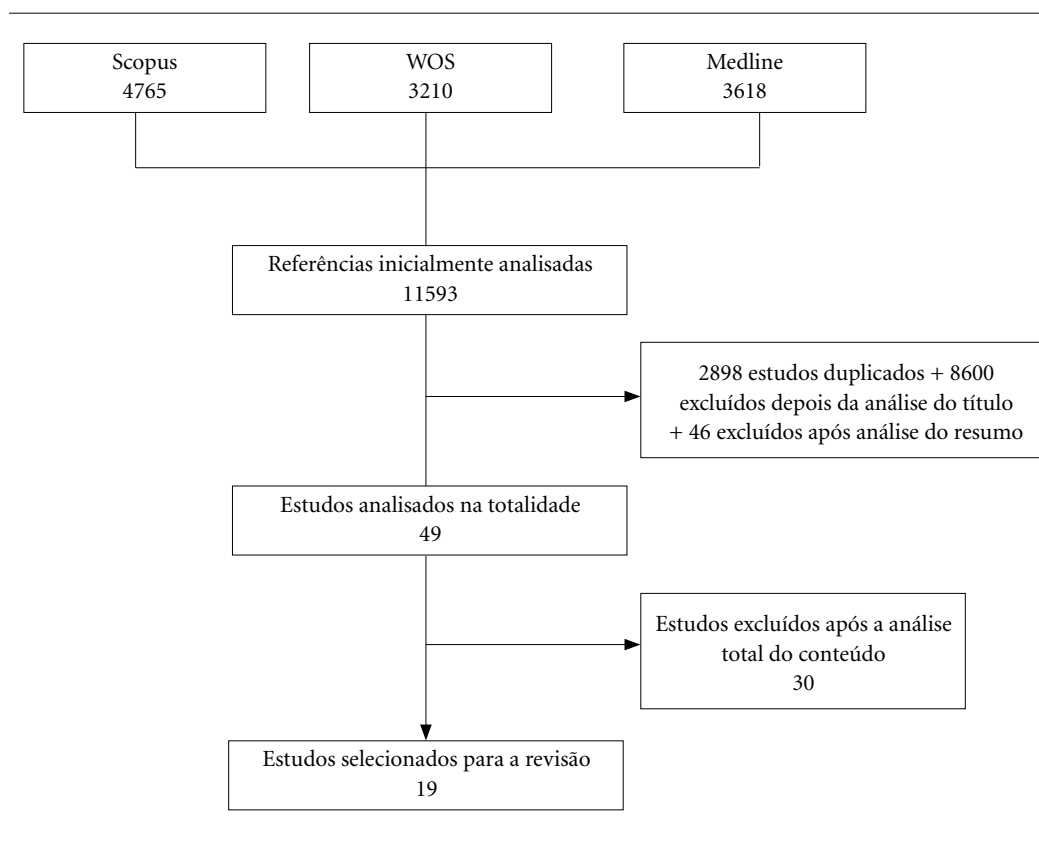 Scopus
4765
WOS
3210
Medline
3618
Referências inicialmente analisadas
11593
2898 estudos duplicados + 8600
excluídos depois da análise do título
+ 46 excluídos após análise do resumo
Estudos analisados na totalidade
49
Estudos excluídos após a análise
total do conteúdo
30
Estudos selecionados para a revisão
19